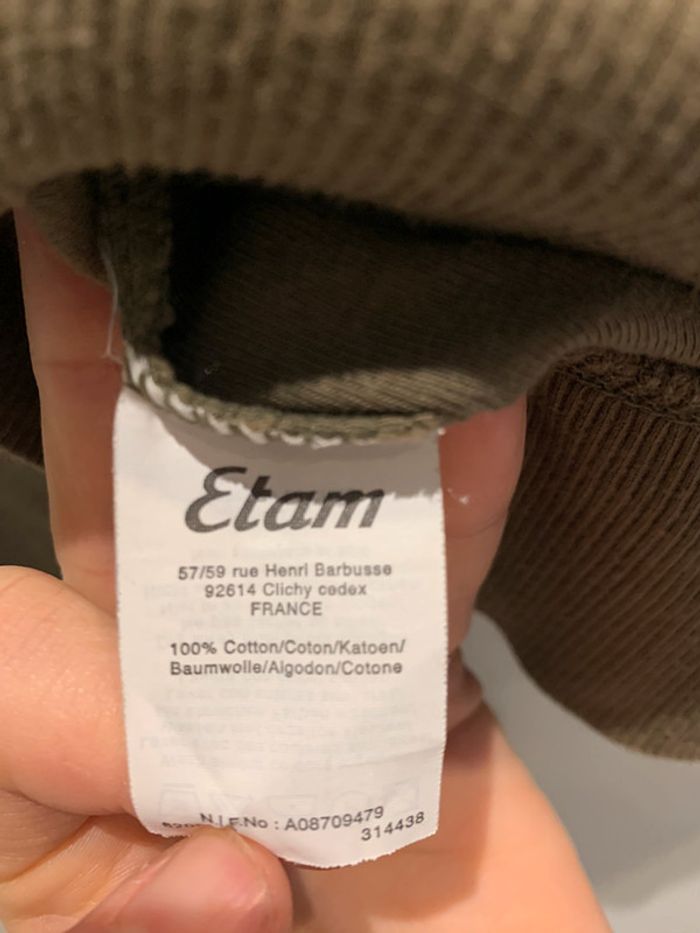 Etam
57/59 rue Henri Barbusse
92614 Clichy cedex
FRANCE
100% Cotton/Coton/Katoen/
Baumwolle/Algodon/Cotone
N.I.F.No : A08709479
314438